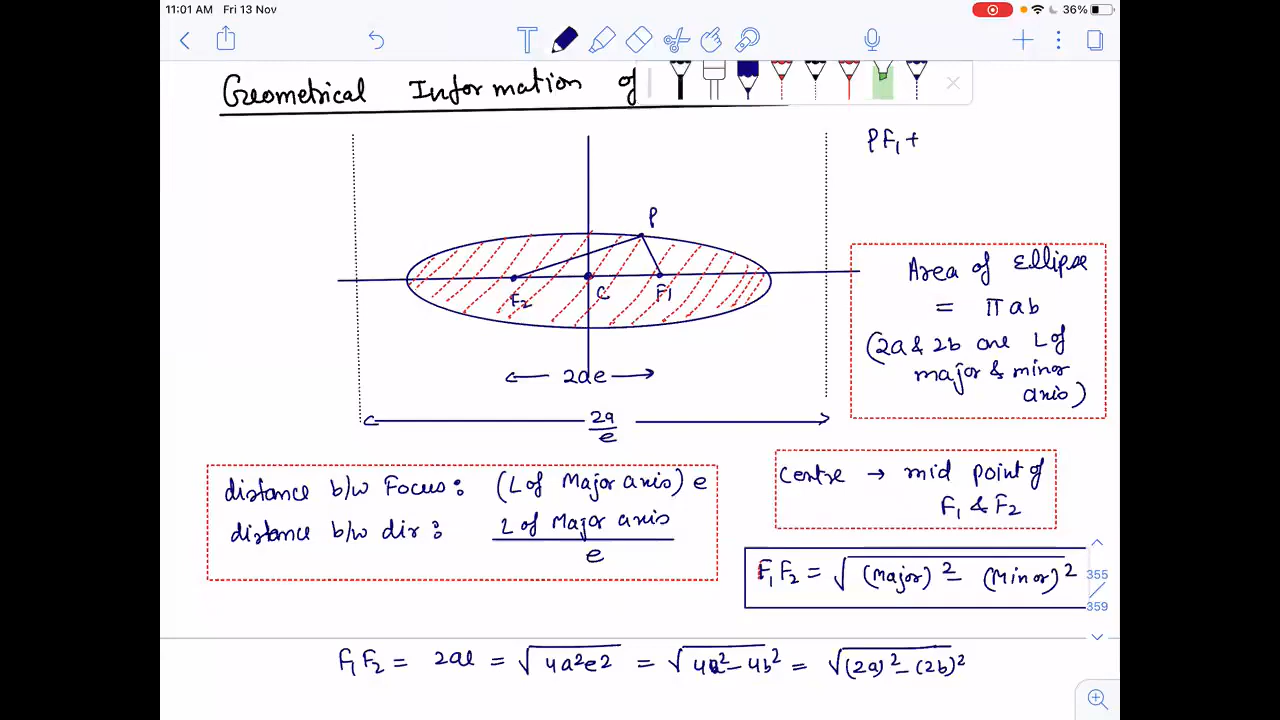 11:01 AM Fri 13 Nov
36%
Geometrical Information of
PF₁ +
P
F₂
C
F1
2ae
2a
e
Area of Ellipse
= π ab
(2a & 2b are L of
major & minor
axis)
distance b/w Focus: (L of Major axis) e
distance b/w dir: L of Major axis
e
Centre → mid point of
F₁ & F₂
F₁F₂ = √(Major)² - (Minor)²
355
359
F₁F₂ = 2ae = √4a²e² = √4a² - 4b² = √(2a)² - (2b)²